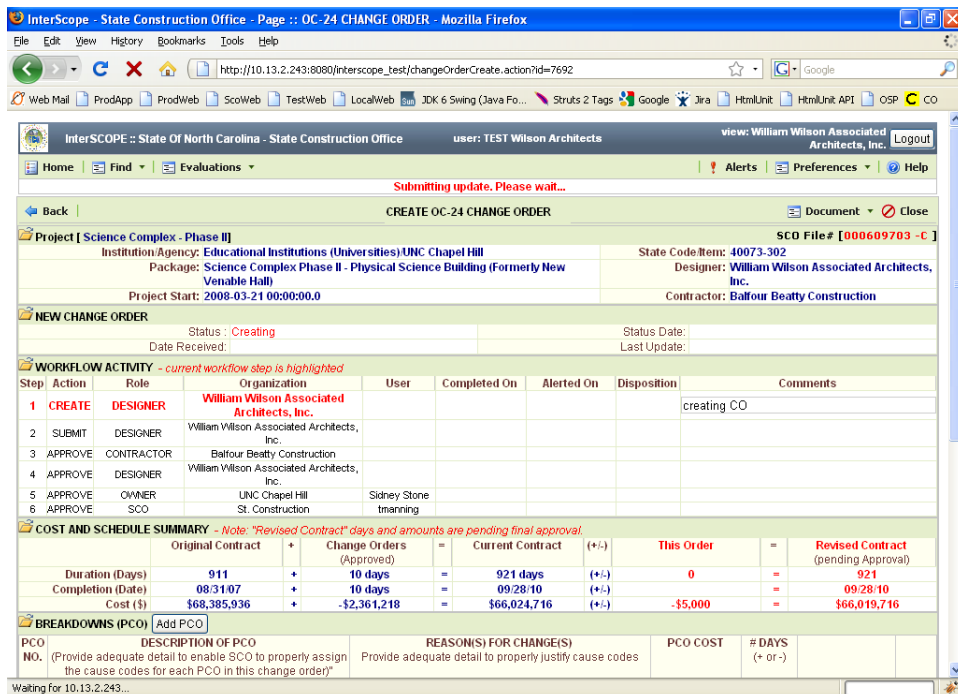 InterScope - State Construction Office - Page :: OC-24 CHANGE ORDER - Mozilla Firefox
File Edit View History Bookmarks Tools Help
http://10.13.2.243:8080/interscope_test/changeOrderCreate.action?id=7692
Google
Web Mail ProdApp ProdWeb ScoWeb TestWeb LocalWeb Sun JDK 6 Swing (Java Fo... Struts 2 Tags Google Jira HtmlUnit HtmlUnit API OSP CO
InterSCOPE :: State Of North Carolina - State Construction Office user: TEST Wilson Architects view: William Wilson Associated Architects, Inc. Logout
Home Find Evaluations Alerts Preferences Help
Submitting update. Please wait...
Back CREATE OC-24 CHANGE ORDER Document Close
Project [ Science Complex - Phase II] SCO File# [000609703 -C ]
Institution/Agency: Educational Institutions (Universities)/UNC Chapel Hill State Code/Item: 40073-302
Package: Science Complex Phase II - Physical Science Building (Formerly New Venable Hall) Designer: William Wilson Associated Architects, Inc.
Project Start: 2008-03-21 00:00:00.0 Contractor: Balfour Beatty Construction
NEW CHANGE ORDER
Status : Creating Status Date:
Date Received: Last Update:
WORKFLOW ACTIVITY - current workflow step is highlighted
Step Action Role Organization User Completed On Alerted On Disposition Comments
1 CREATE DESIGNER William Wilson Associated Architects, Inc. creating CO
2 SUBMIT DESIGNER William Wilson Associated Architects, Inc.
3 APPROVE CONTRACTOR Balfour Beatty Construction
4 APPROVE DESIGNER William Wilson Associated Architects, Inc.
5 APPROVE OWNER UNC Chapel Hill Sidney Stone
6 APPROVE SCO St. Construction tmanning
COST AND SCHEDULE SUMMARY - Note: "Revised Contract" days and amounts are pending final approval.
Original Contract + Change Orders = Current Contract (+/-) This Order = Revised Contract
(Approved) (pending Approval)
Duration (Days) 911 + 10 days = 921 days (+/-) 0 = 921
Completion (Date) 08/31/07 + 10 days = 09/28/10 (+/-) = 09/28/10
Cost ($) $68,385,936 + -$2,361,218 = $66,024,716 (+/-) -$5,000 = $66,019,716
BREAKDOWNS (PCO) Add PCO
PCO DESCRIPTION OF PCO REASON(S) FOR CHANGE(S) PCO COST # DAYS
NO. (Provide adequate detail to enable SCO to properly assign Provide adequate detail to properly justify cause codes (+ or -)
the cause codes for each PCO in this change order)"
Waiting for 10.13.2.243...